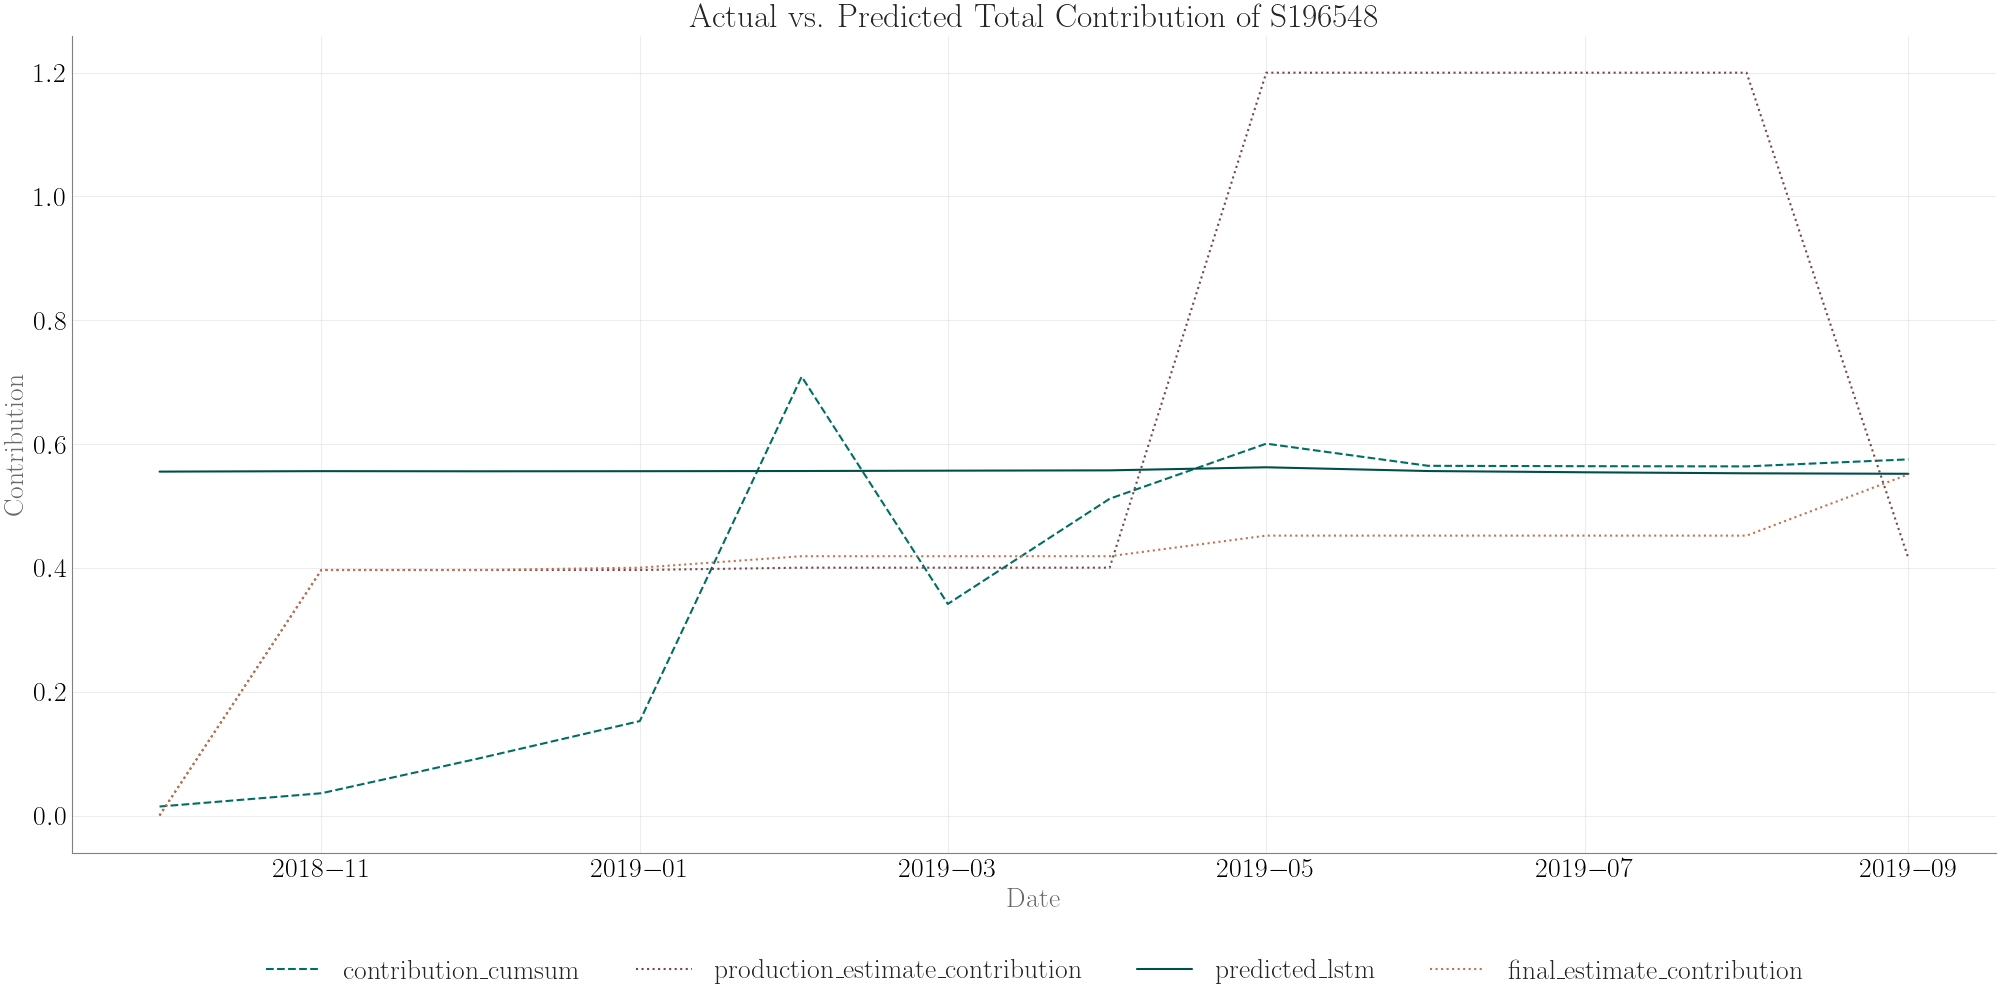 Actual vs. Predicted Total Contribution of S196548
1.2
1.0
0.8
0.6
0.4
0.2
0.0
Contribution
2018−11 2019−01 2019−03 2019−05 2019−07 2019−09
Date
contribution_cumsum production_estimate_contribution predicted_lstm final_estimate_contribution